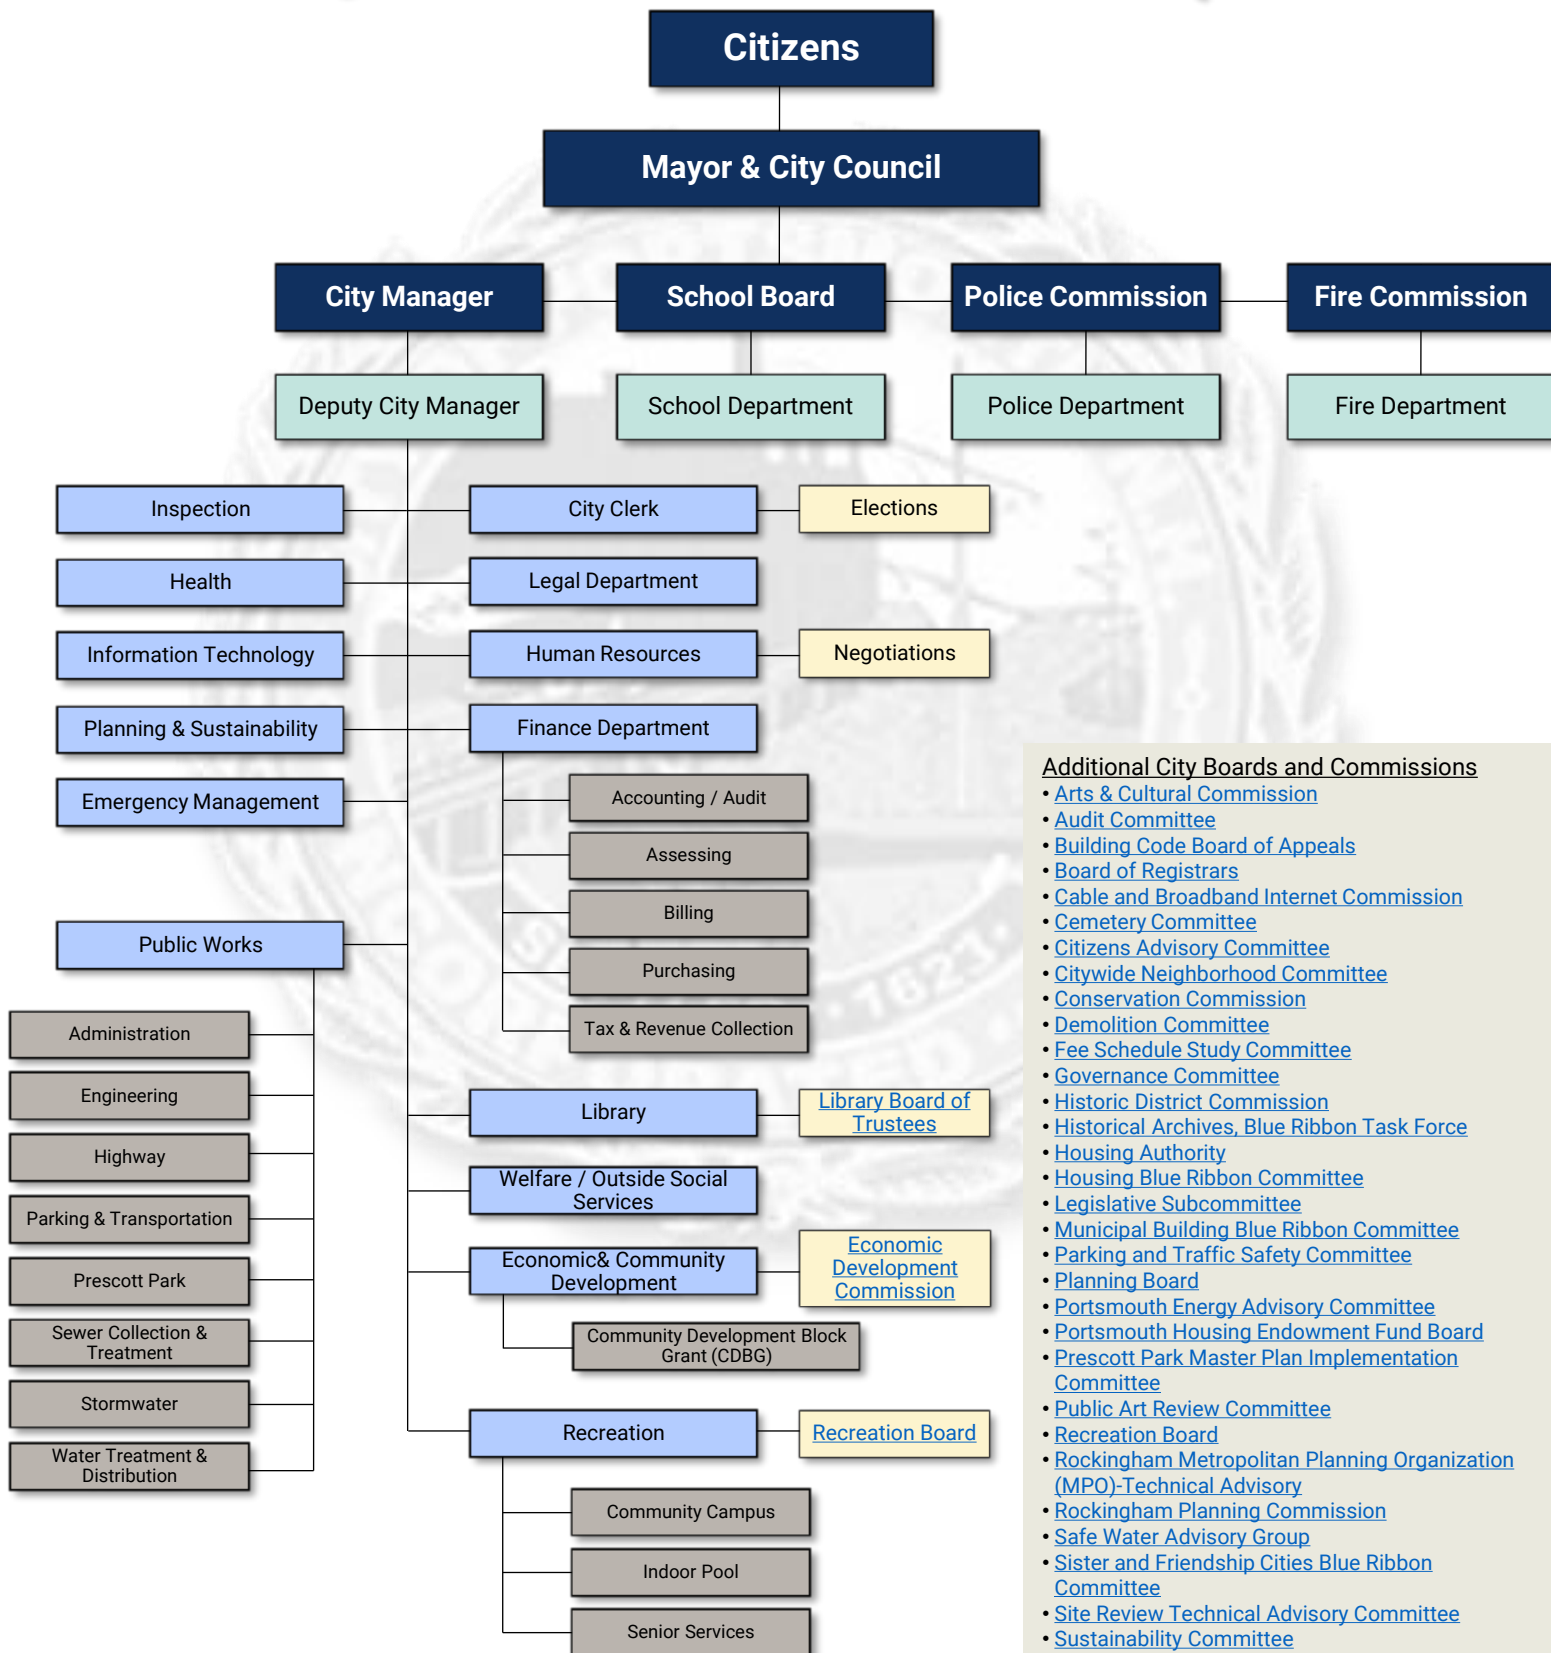 Citizens
Mayor & City Council
City Manager
School Board
Police Commission
Fire Commission
Deputy City Manager
School Department
Police Department
Fire Department
Inspection
City Clerk
Elections
Health
Legal Department
Information Technology
Human Resources
Negotiations
Planning & Sustainability
Finance Department
Emergency Management
Accounting / Audit
Assessing
Billing
Purchasing
Tax & Revenue Collection
Public Works
Administration
Engineering
Highway
Parking & Transportation
Prescott Park
Sewer Collection &
Treatment
Stormwater
Water Treatment &
Distribution
Library
Library Board of
Trustees
Welfare / Outside Social
Services
Economic& Community
Development
Economic
Development
Commission
Community Development Block
Grant (CDBG)
Recreation
Recreation Board
Community Campus
Indoor Pool
Senior Services
Additional City Boards and Commissions
• Arts & Cultural Commission
• Audit Committee
• Building Code Board of Appeals
• Board of Registrars
• Cable and Broadband Internet Commission
• Cemetery Committee
• Citizens Advisory Committee
• Citywide Neighborhood Committee
• Conservation Commission
• Demolition Committee
• Fee Schedule Study Committee
• Governance Committee
• Historic District Commission
• Historical Archives, Blue Ribbon Task Force
• Housing Authority
• Housing Blue Ribbon Committee
• Legislative Subcommittee
• Municipal Building Blue Ribbon Committee
• Parking and Traffic Safety Committee
• Planning Board
• Portsmouth Energy Advisory Committee
• Portsmouth Housing Endowment Fund Board
• Prescott Park Master Plan Implementation
Committee
• Public Art Review Committee
• Recreation Board
• Rockingham Metropolitan Planning Organization
(MPO)-Technical Advisory
• Rockingham Planning Commission
• Safe Water Advisory Group
• Sister and Friendship Cities Blue Ribbon
Committee
• Site Review Technical Advisory Committee
• Sustainability Committee
1623